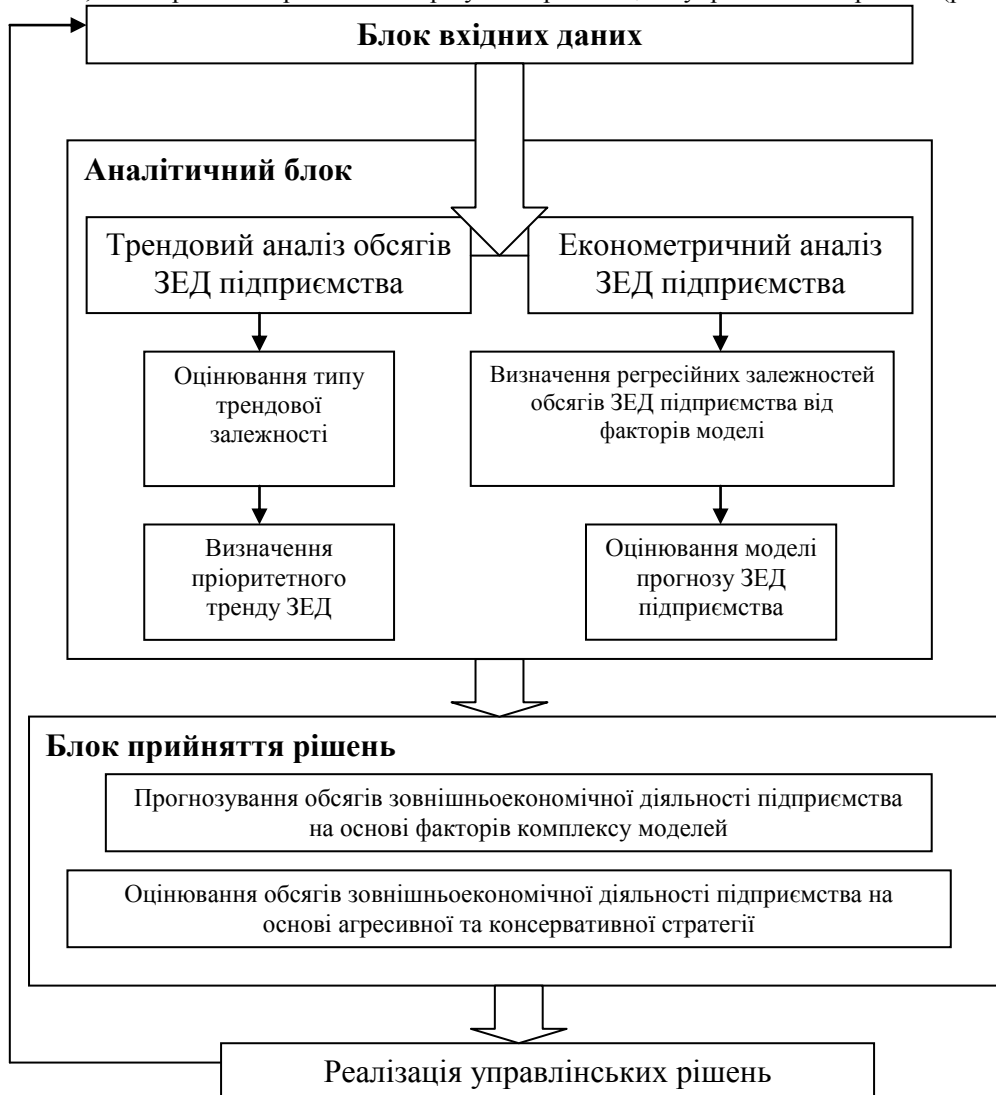 Блок вхідних даних
Аналітичний блок
Трендовий аналіз обсягів
ЗЕД підприємства
Економетричний аналіз
ЗЕД підприємства
Оцінювання типу
трендової
залежності
Визначення регресійних залежностей
обсягів ЗЕД підприємства від
факторів моделі
Визначення
пріоритетного
тренду ЗЕД
Оцінювання моделі
прогнозу ЗЕД
підприємства
Блок прийняття рішень
Прогнозування обсягів зовнішньоекономічної діяльності підприємства
на основі факторів комплексу моделей
Оцінювання обсягів зовнішньоекономічної діяльності підприємства на
основі агресивної та консервативної стратегії
Реалізація управлінських рішень